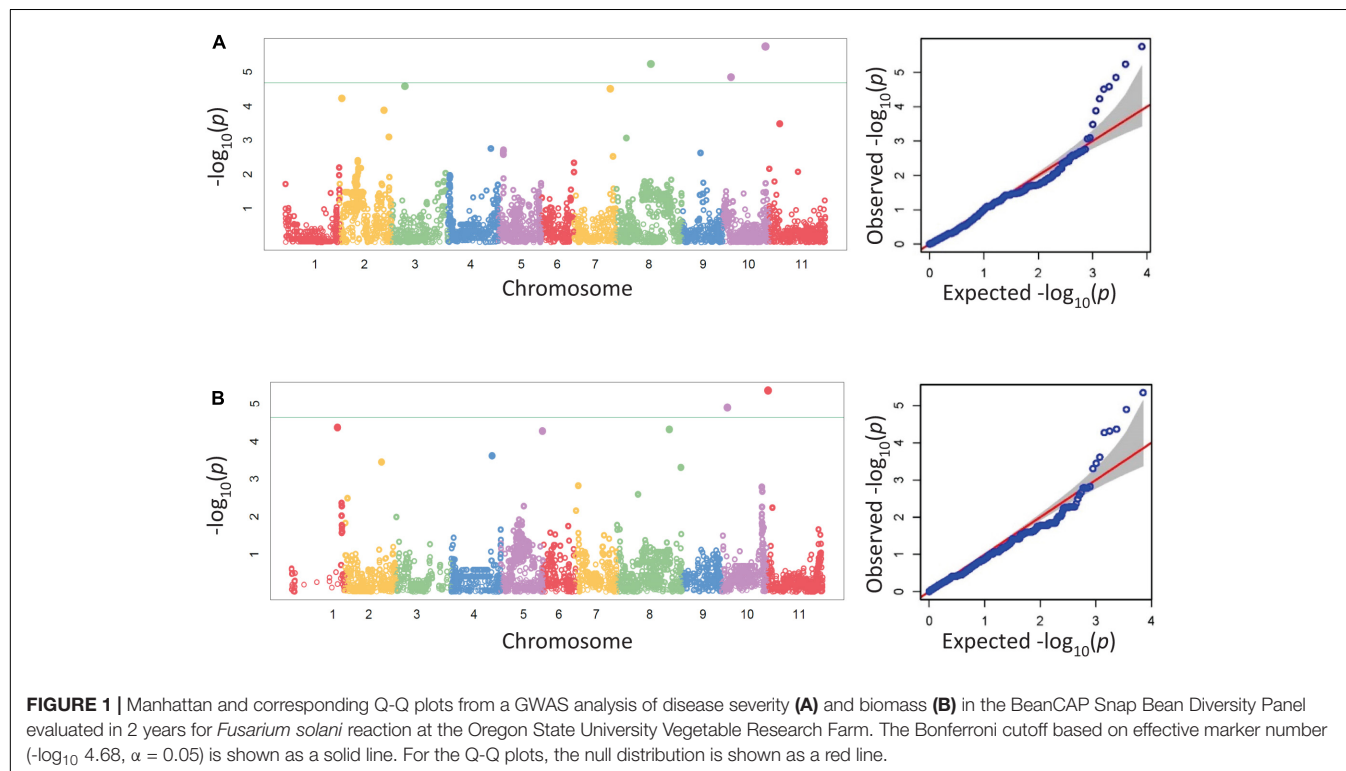 A
-log10(p)
5
4
3
2
1
1 2 3 4 5 6 7 8 9 10 11
Chromosome
Observed -log10(p)
5
4
3
2
1
0
0 1 2 3 4
Expected -log10(p)
B
-log10(p)
5
4
3
2
1
1 2 3 4 5 6 7 8 9 10 11
Chromosome
Observed -log10(p)
5
4
3
2
1
0
0 1 2 3 4
Expected -log10(p)
FIGURE 1 | Manhattan and corresponding Q-Q plots from a GWAS analysis of disease severity (A) and biomass (B) in the BeanCAP Snap Bean Diversity Panel
evaluated in 2 years for Fusarium solani reaction at the Oregon State University Vegetable Research Farm. The Bonferroni cutoff based on effective marker number
(-log10 4.68, α = 0.05) is shown as a solid line. For the Q-Q plots, the null distribution is shown as a red line.